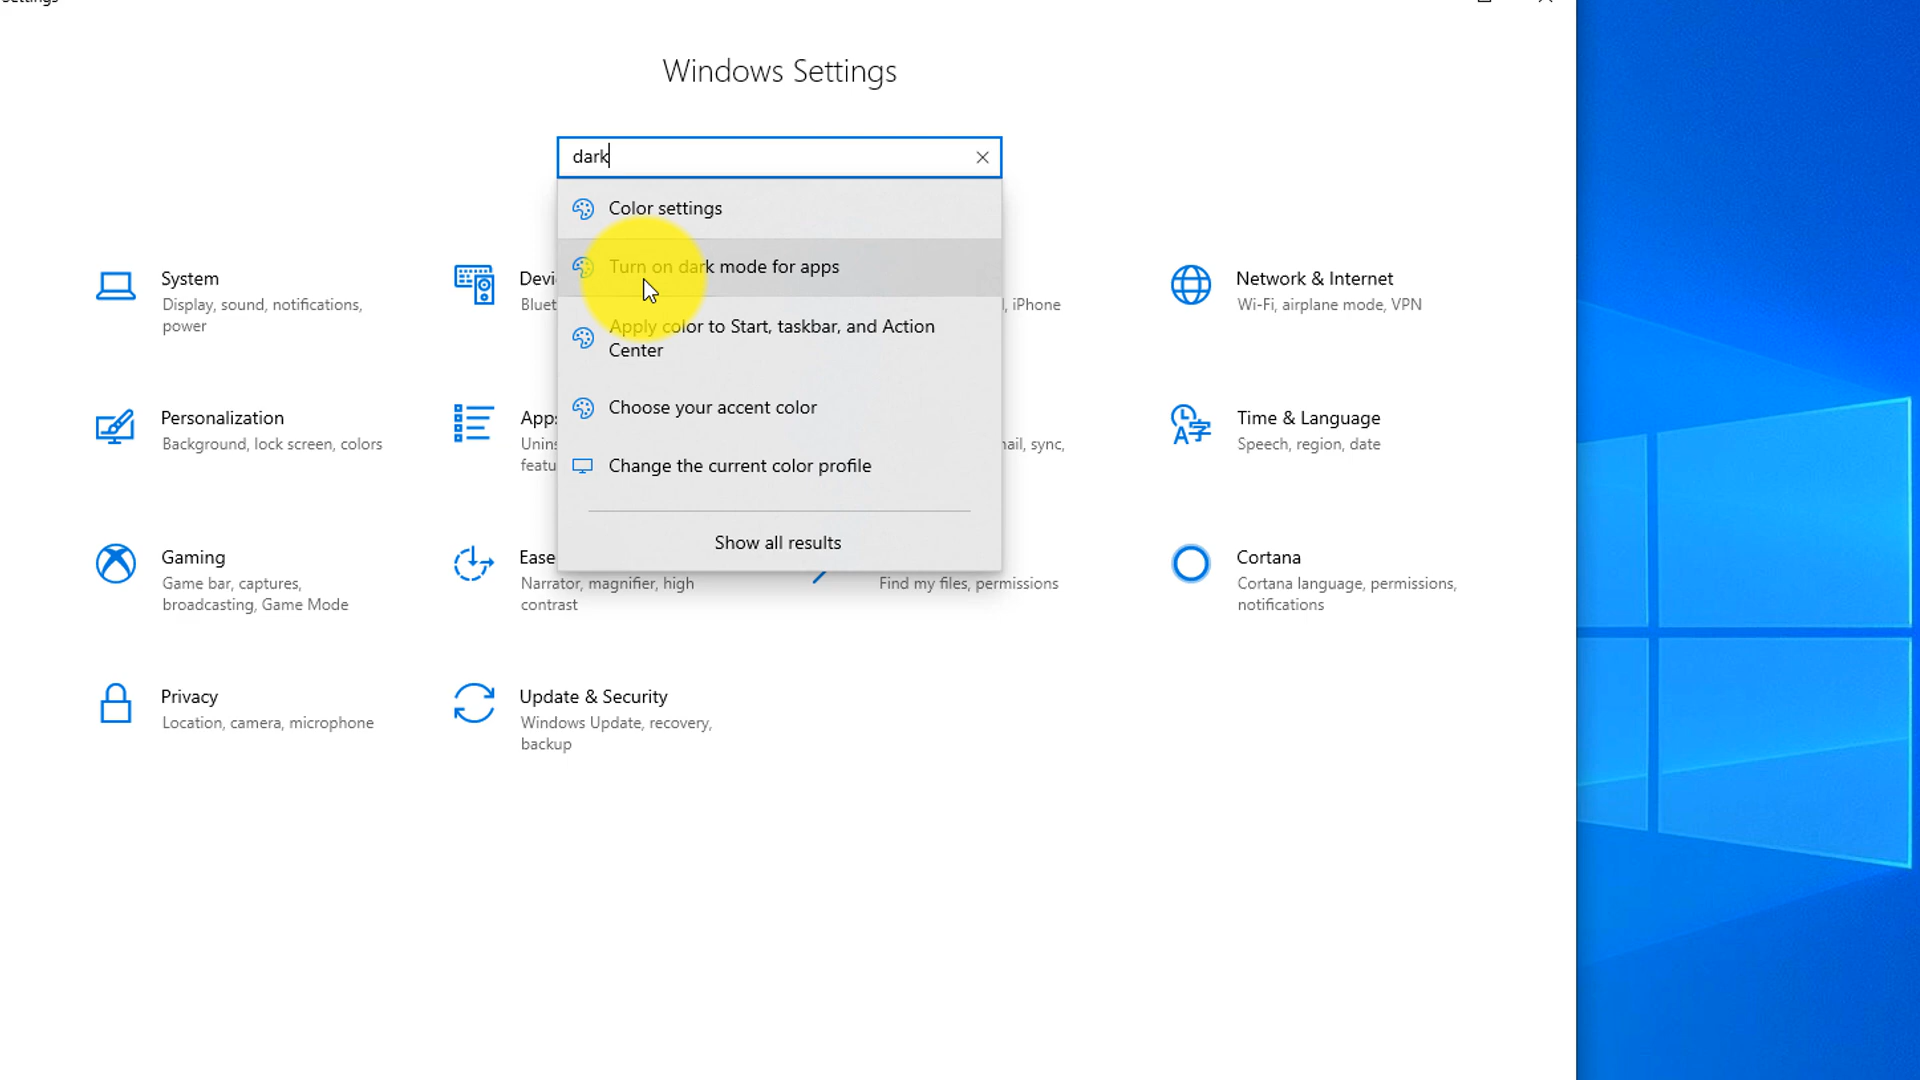 Settings
Windows Settings
dark
Color settings
Turn on dark mode for apps
Apply color to Start, taskbar, and Action
Center
Choose your accent color
Change the current color profile
Show all results
System
Display, sound, notifications,
power
Devi
Bluet
, iPhone
Network & Internet
Wi-Fi, airplane mode, VPN
Personalization
Background, lock screen, colors
App
Unins
featu
ail, sync,
Time & Language
Speech, region, date
Gaming
Game bar, captures,
broadcasting, Game Mode
Ease
Narrator, magnifier, high
contrast
Find my files, permissions
Cortana
Cortana language, permissions,
notifications
Privacy
Location, camera, microphone
Update & Security
Windows Update, recovery,
backup